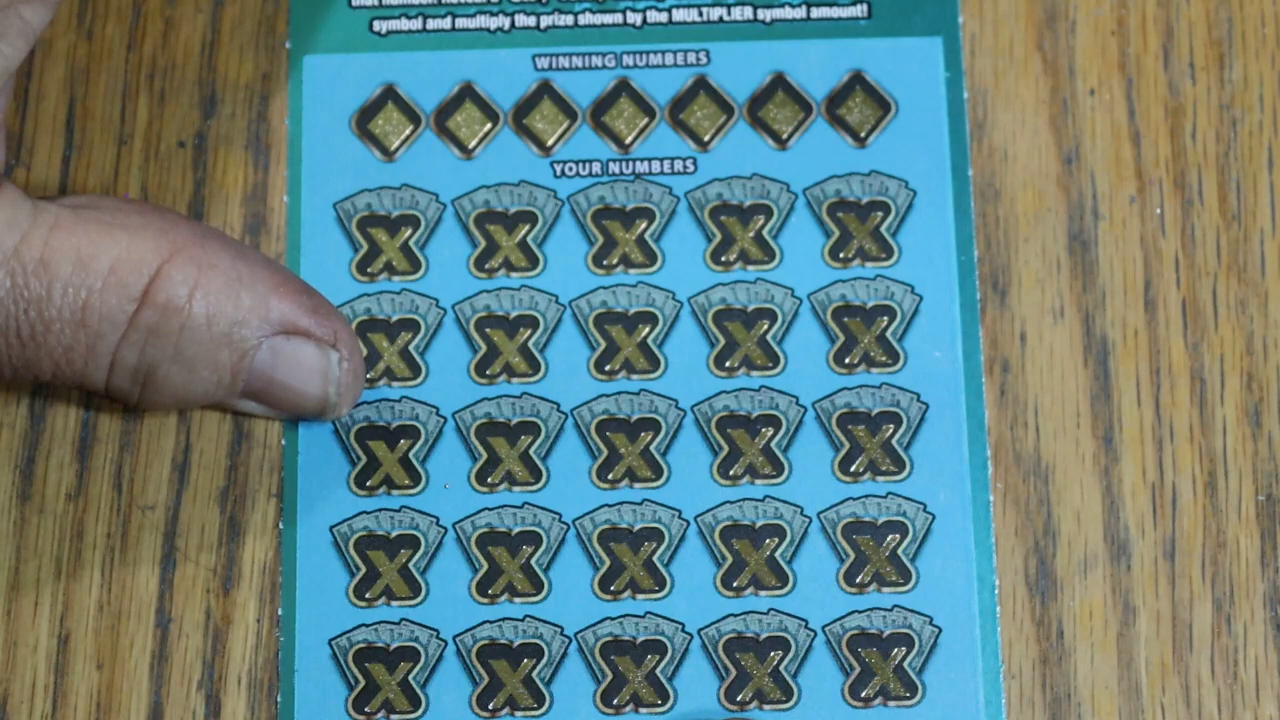 symbol and multiply the prize shown by the MULTIPLIER symbol amount!
WINNING NUMBERS
YOUR NUMBERS
X X X X X
X X X X X
X X X X X
X X X X X
X X X X X